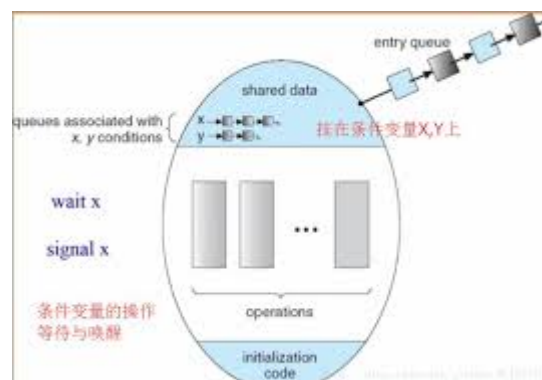 entry queue
shared data
queues associated with
x, y conditions
x
y
按在条件变量X,Y上
wait x
signal x
...
operations
条件变量的操作
等待与唤醒
initialization
code